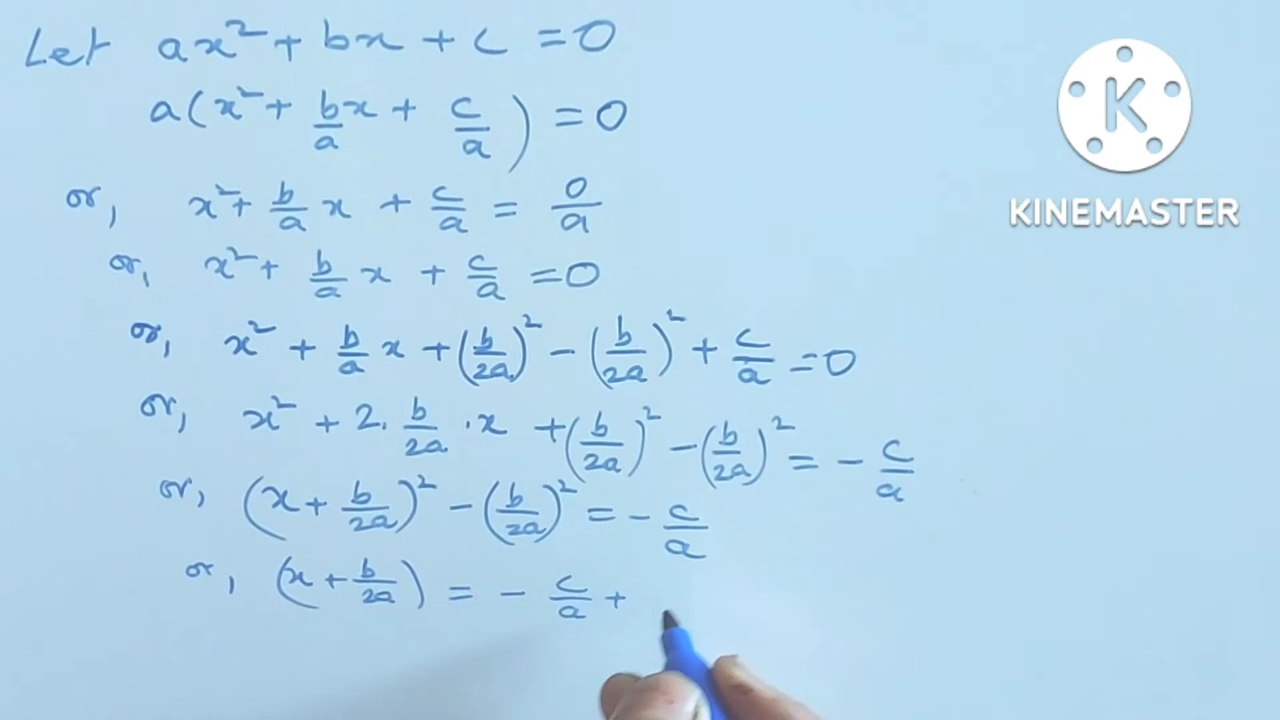 Let ax² + bx + c = 0
a(x² + b/a x + c/a) = 0
or, x² + b/a x + c/a = 0/a
or, x² + b/a x + c/a = 0
or, x² + b/a x + (b/2a)² - (b/2a)² + c/a = 0
or, x² + 2. b/2a . x + (b/2a)² - (b/2a)² = - c/a
or, (x + b/2a)² - (b/2a)² = - c/a
or, (x + b/2a) = - c/a +
K
KINEMASTER